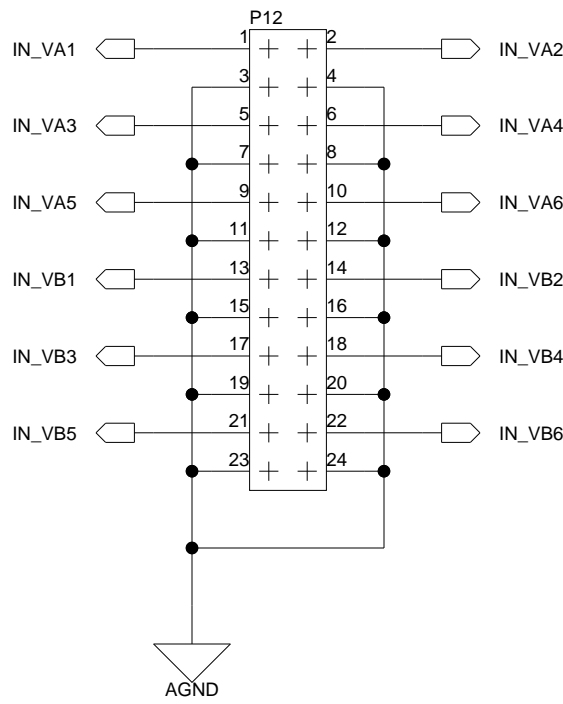 P12
IN_VA1 1 2 IN_VA2
3 4
IN_VA3 5 6 IN_VA4
7 8
IN_VA5 9 10 IN_VA6
11 12
IN_VB1 13 14 IN_VB2
15 16
IN_VB3 17 18 IN_VB4
19 20
IN_VB5 21 22 IN_VB6
23 24
AGND